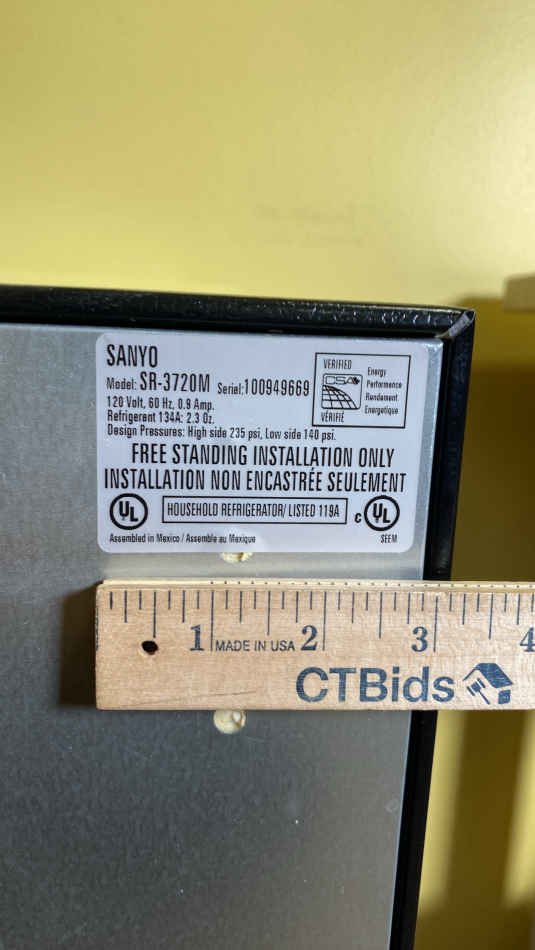 SANYO
Model: SR-3720M Serial:100949669
120 Volt, 60 Hz, 0.9 Amp.
Refrigerent 134A: 2.3 Oz.
Design Pressures: High side 235 psi, Low side 140 psi.
VERIFIED
CSA
VÉRIFIÉ
Energy
Performance
Rendement
Energetique
FREE STANDING INSTALLATION ONLY
INSTALLATION NON ENCASTRÉE SEULEMENT
UL
HOUSEHOLD REFRIGERATOR/ LISTED 119A
c UL
Assembled in Mexico / Assemble au Mexique
SEEM
1 MADE IN USA 2 3 4
CTBids